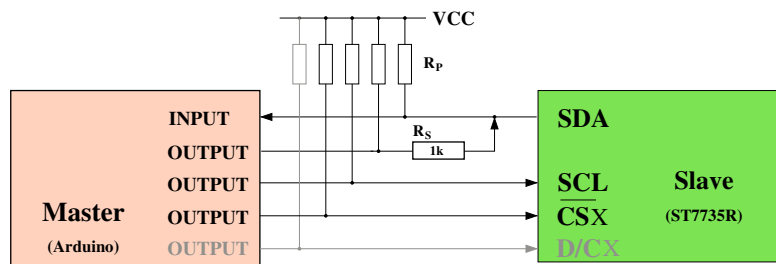 VCC
R_P
INPUT
SDA
R_S
OUTPUT
1k
OUTPUT
SCL
Slave
Master
OUTPUT
CSX
(ST7735R)
(Arduino)
OUTPUT
D/CX